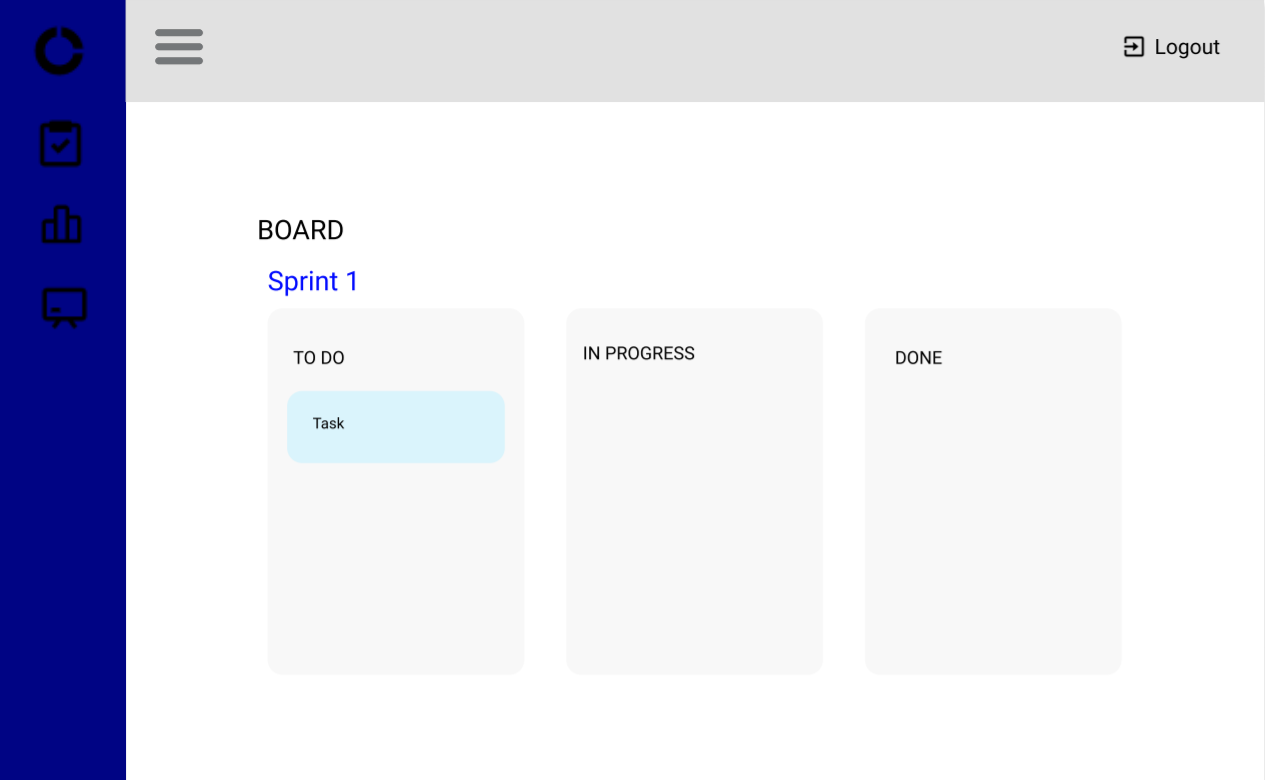 Logout
BOARD
Sprint 1
TO DO
IN PROGRESS
DONE
Task